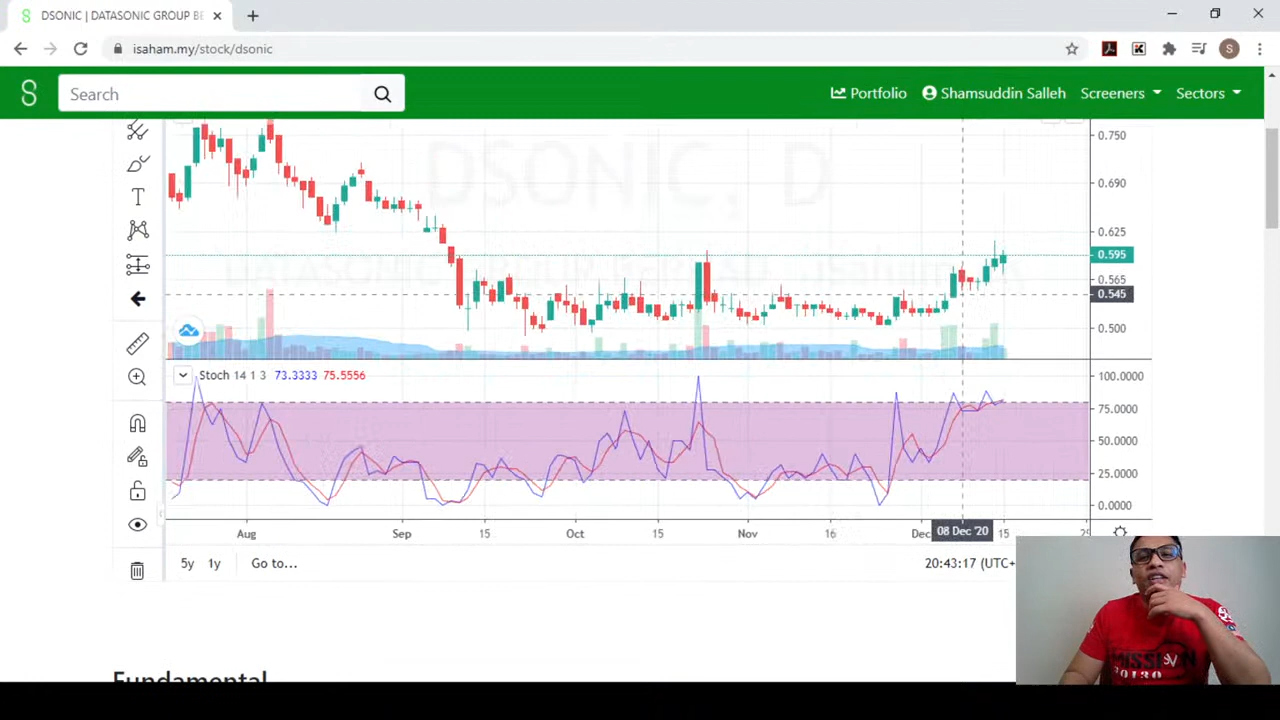 DSONIC | DATASONIC GROUP BE
isaham.my/stock/dsonic
S
Search
Portfolio
Shamsuddin Salleh
Screeners
Sectors
DSONIC, D
0.750
0.690
0.625
0.595
0.565
0.545
0.500
Stoch 14 1 3 73.3333 75.5556
100.0000
75.0000
50.0000
25.0000
0.0000
Aug
Sep
15
Oct
15
Nov
16
Dec
08 Dec '20
15
5y
1y
Go to...
20:43:17 (UTC+
Fundamental
MISSION